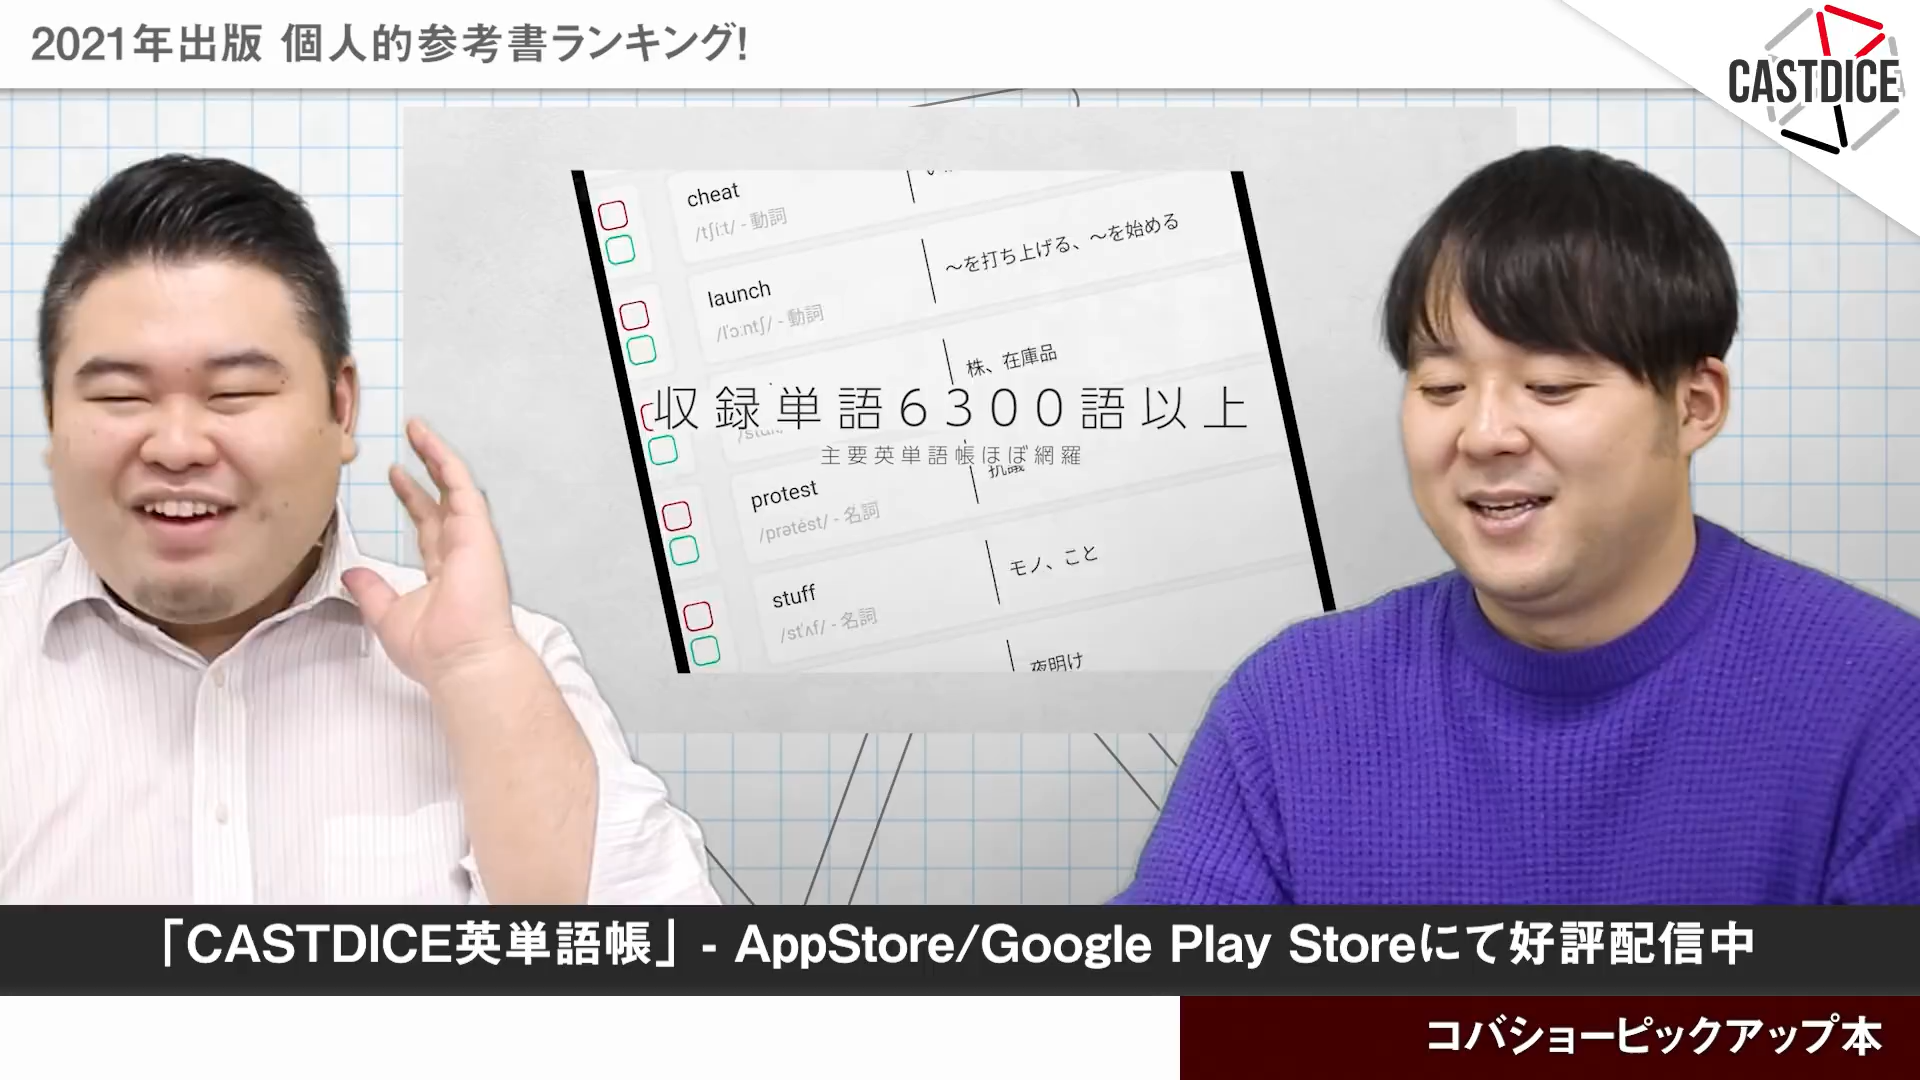 2021年出版 個人的参考書ランキング!
CASTDICE
cheat
/tʃíːt/ - 動詞
launch
/lˈɔːntʃ/ - 動詞
〜を打ち上げる、〜を始める
株、在庫品
収録単語6300語以上
主要英単語帳ほぼ網羅
protest
/prətést/ - 名詞
stuff
/stˈʌf/ - 名詞
モノ、こと
夜明け
「CASTDICE英単語帳」- AppStore/Google Play Storeにて好評配信中
コバショーピックアップ本